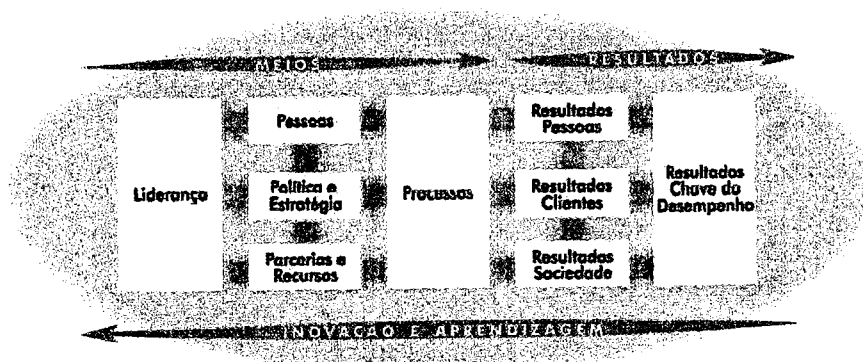 MEIOS
RESULTADOS
Liderança
Pessoas
Política e
Estratégia
Parcerias e
Recursos
Processos
Resultados
Pessoas
Resultados
Clientes
Resultados
Sociedade
Resultados
Chave do
Desempenho
INOVAÇÃO E APRENDIZAGEM